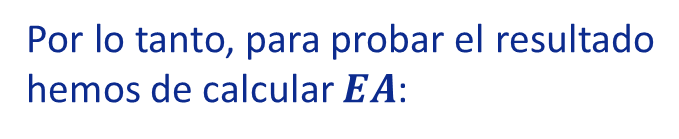 Por lo tanto, para probar el resultado
hemos de calcular EA: